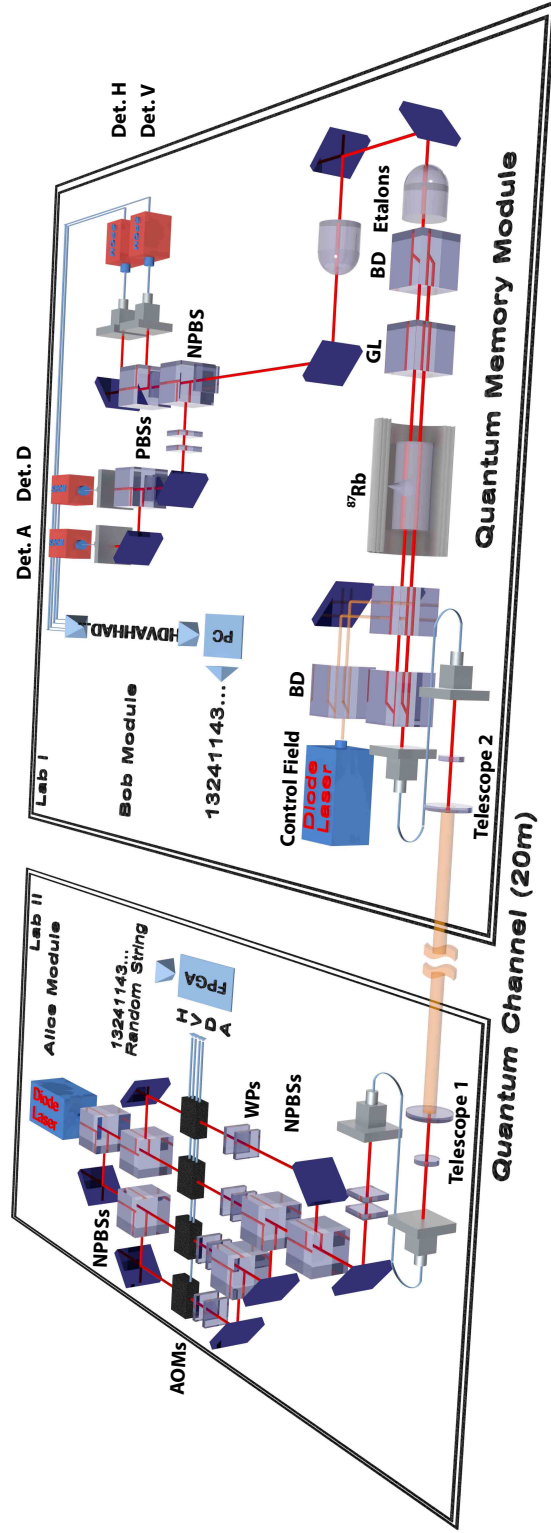 Lab II
Alice Module
13241143...
Random String
FPGA
H
V
D
A
Diode
Laser
NPBSs
AOMs
WPs
NPBSs
Telescope 1
Quantum Channel (20m)
Lab I
Bob Module
13241143...
PC
HDVAHHAD...
Det. A
Det. D
Det. H
Det. V
PBSs
NPBS
Control Field
Diode
Laser
BD
Telescope 2
⁸⁷Rb
GL
BD
Etalons
Quantum Memory Module